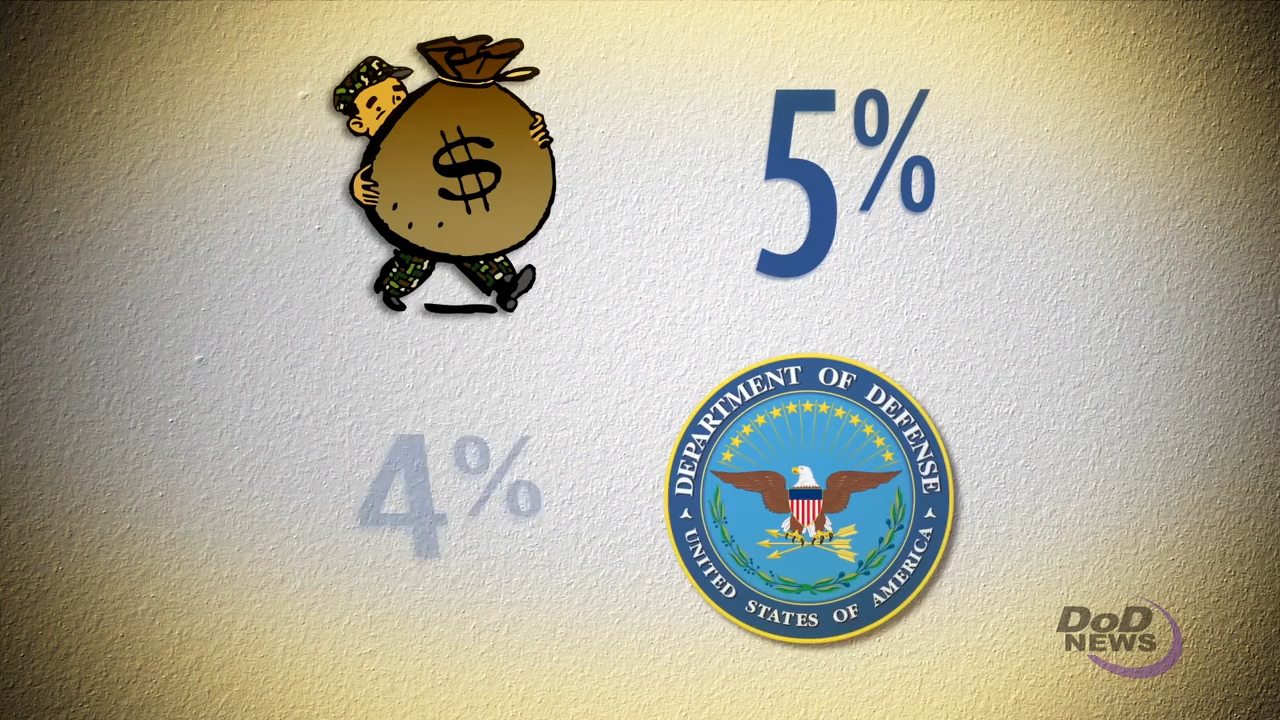 $
5%
4%
DEPARTMENT OF DEFENSE
UNITED STATES OF AMERICA
DoD
NEWS